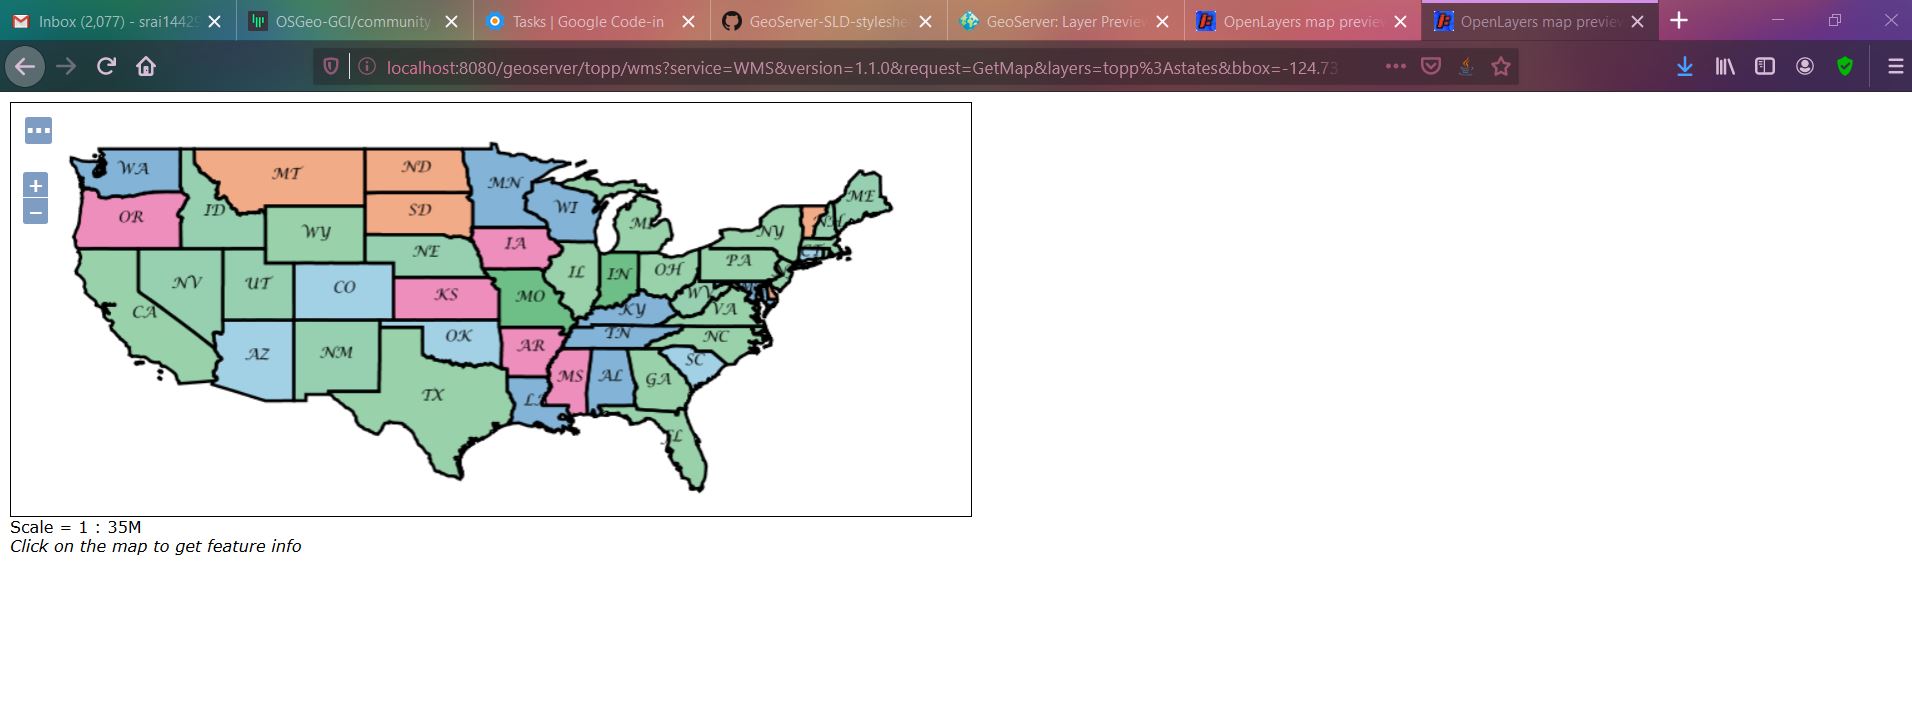 Inbox (2,077) - srai1442
OSGeo-GCI/community
Tasks | Google Code-in
GeoServer-SLD-styleshe
GeoServer: Layer Preview
OpenLayers map preview
OpenLayers map preview
localhost:8080/geoserver/topp/wms?service=WMS&version=1.1.0&request=GetMap&layers=topp%3Astates&bbox=-124.73
+
−
WA
MT
ND
MN
OR
ID
SD
WI
MI
ME
NH
NY
WY
NE
IA
CT
NV
UT
CO
KS
MO
IL
IN
OH
PA
CA
WV
VA
KY
AZ
NM
OK
AR
TN
NC
SC
TX
LA
MS
AL
GA
FL
Scale = 1 : 35M
Click on the map to get feature info